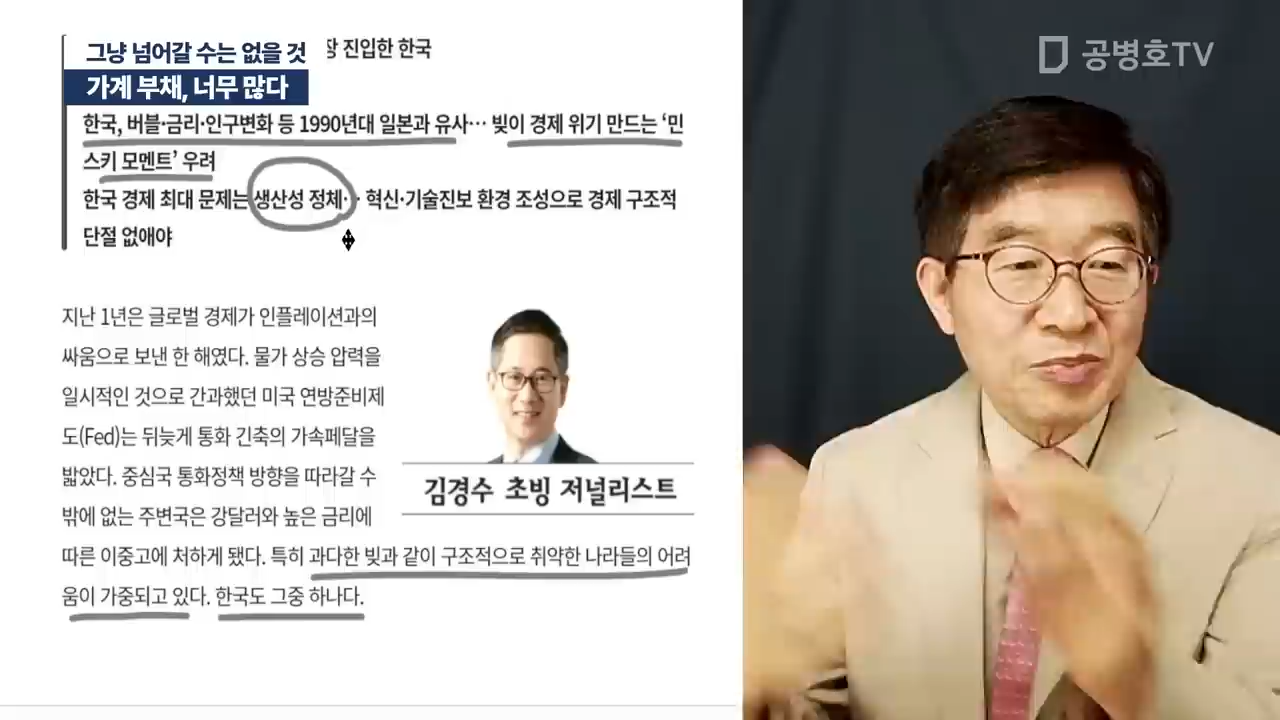 그냥 넘어갈 수는 없을 것
가계 부채, 너무 많다
진입한 한국
공병호TV
한국, 버블·금리·인구변화 등 1990년대 일본과 유사… 빚이 경제 위기 만드는 ‘민
스키 모멘트’ 우려
한국 경제 최대 문제는 생산성 정체… 혁신·기술진보 환경 조성으로 경제 구조적
단절 없애야
지난 1년은 글로벌 경제가 인플레이션과의
싸움으로 보낸 한 해였다. 물가 상승 압력을
일시적인 것으로 간과했던 미국 연방준비제
도(Fed)는 뒤늦게 통화 긴축의 가속페달을
밟았다. 중심국 통화정책 방향을 따라갈 수
밖에 없는 주변국은 강달러와 높은 금리에
따른 이중고에 처하게 됐다. 특히 과다한 빚과 같이 구조적으로 취약한 나라들의 어려
움이 가중되고 있다. 한국도 그중 하나다.
김경수 초빙 저널리스트